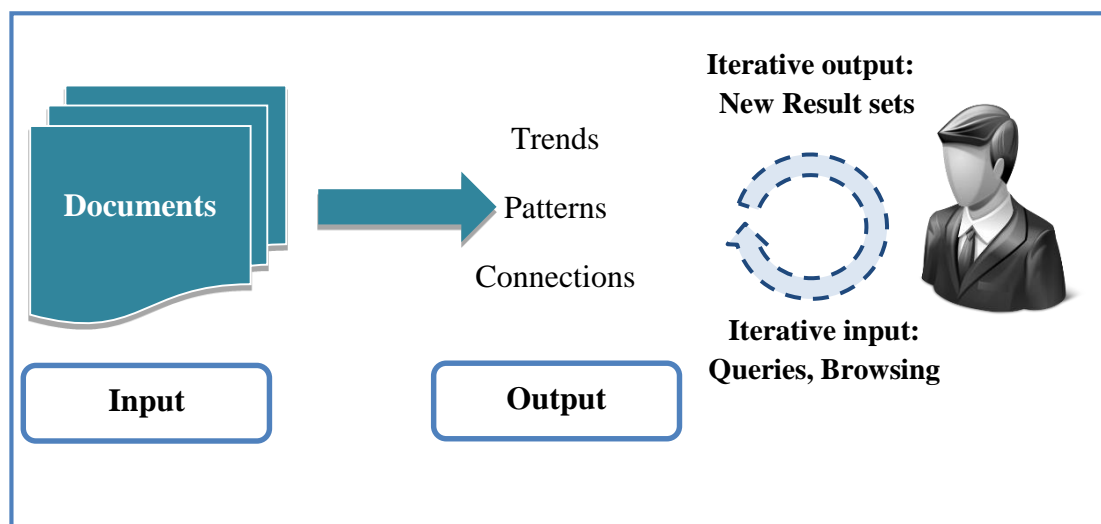 Iterative output:
New Result sets
Trends
Documents
Patterns
Connections
Iterative input:
Queries, Browsing
Input
Output